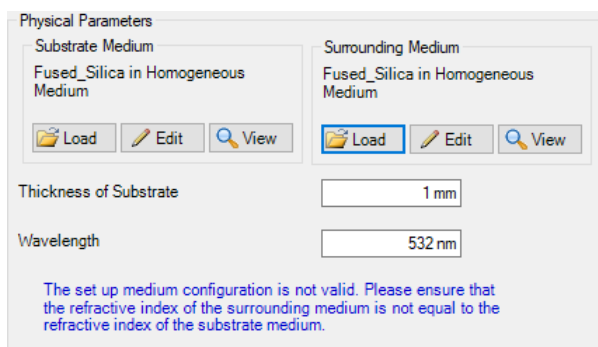 Physical Parameters
Substrate Medium
Fused_Silica in Homogeneous
Medium
Load Edit View
Surrounding Medium
Fused_Silica in Homogeneous
Medium
Load Edit View
Thickness of Substrate 1 mm
Wavelength 532 nm
The set up medium configuration is not valid. Please ensure that
the refractive index of the surrounding medium is not equal to the
refractive index of the substrate medium.